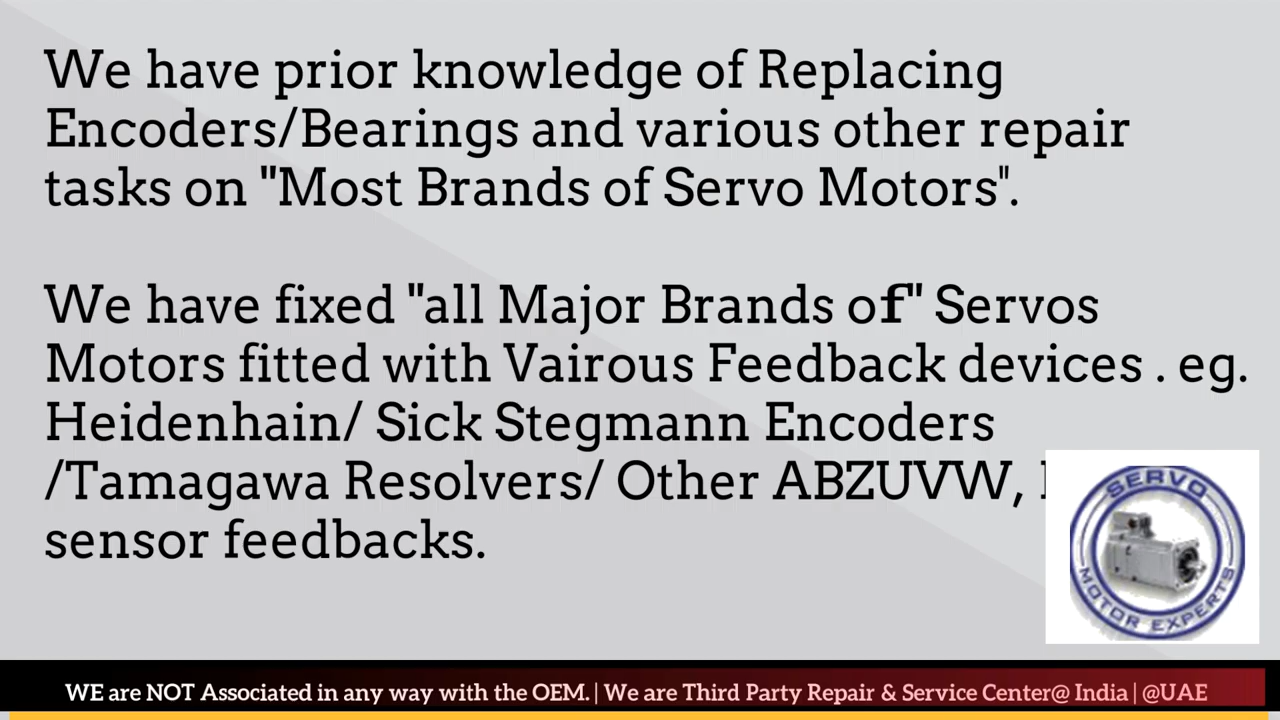 We have prior knowledge of Replacing
Encoders/Bearings and various other repair
tasks on "Most Brands of Servo Motors".
We have fixed "all Major Brands of" Servos
Motors fitted with Vairous Feedback devices . eg.
Heidenhain/ Sick Stegmann Encoders
/Tamagawa Resolvers/ Other ABZUVW,
sensor feedbacks.
SERVO
MOTOR EXPERTS
WE are NOT Associated in any way with the OEM. | We are Third Party Repair & Service Center@ India | @UAE